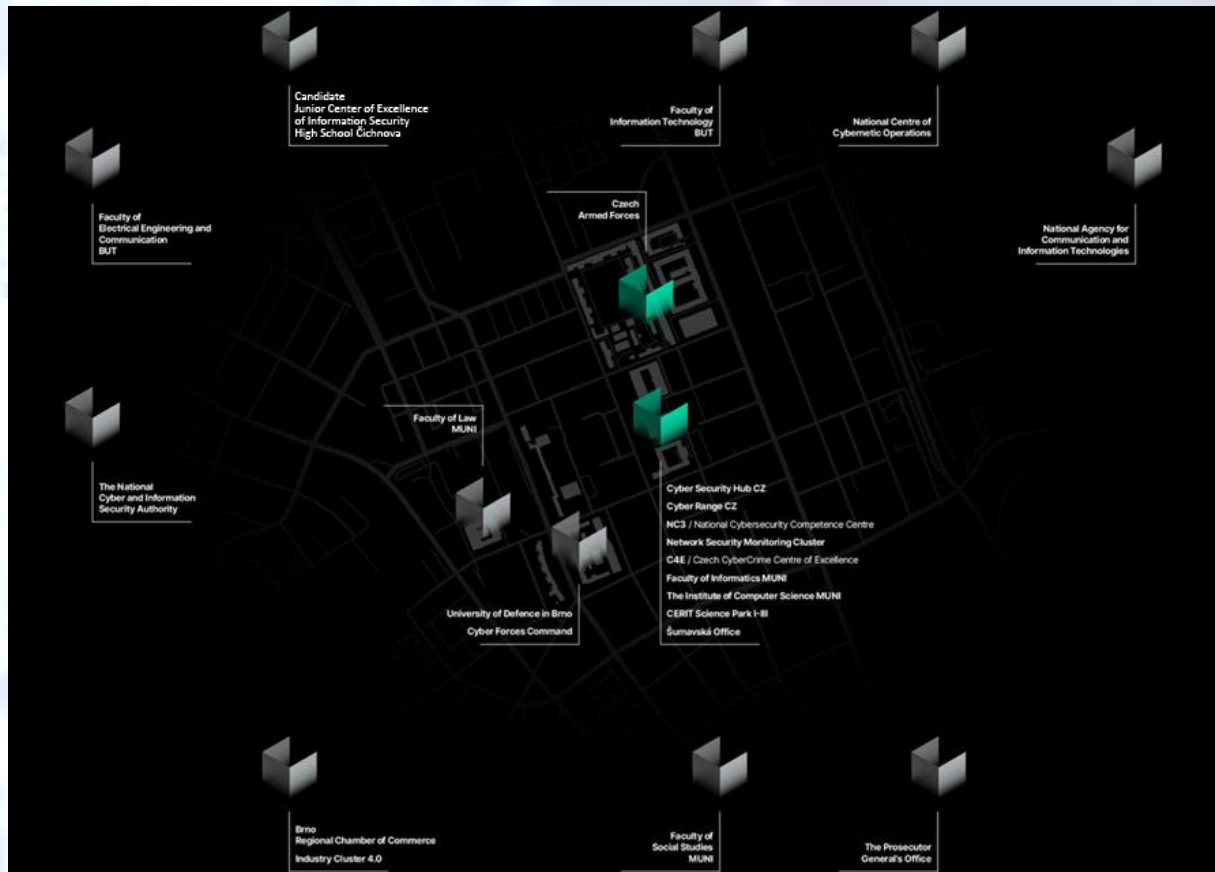 Candidate
Junior Center of Excellence
of Information Security
High School Čichnova
Faculty of
Information Technology
BUT
National Centre of
Cybernetic Operations
Faculty of
Electrical Engineering and
Communication
BUT
Czech
Armed Forces
National Agency for
Communication and
Information Technologies
Faculty of Law
MUNI
The National
Cyber and Information
Security Authority
Cyber Security Hub CZ
Cyber Range CZ
NC3 / National Cybersecurity Competence Centre
Network Security Monitoring Cluster
C4E / Czech CyberCrime Centre of Excellence
Faculty of Informatics MUNI
The Institute of Computer Science MUNI
CERIT Science Park I-III
Šumavská Office
University of Defence in Brno
Cyber Forces Command
Brno
Regional Chamber of Commerce
Industry Cluster 4.0
Faculty of
Social Studies
MUNI
The Prosecutor
General's Office